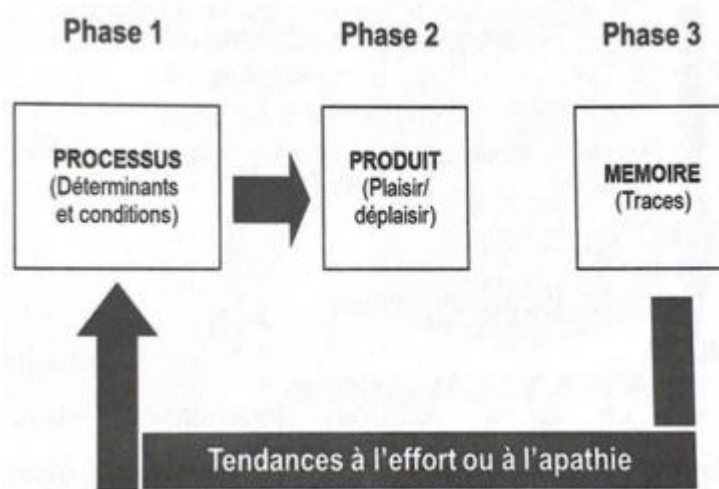 Phase 1
Phase 2
Phase 3
PROCESSUS
(Déterminants
et conditions)
PRODUIT
(Plaisir/
déplaisir)
MEMOIRE
(Traces)
Tendances à l'effort ou à l'apathie